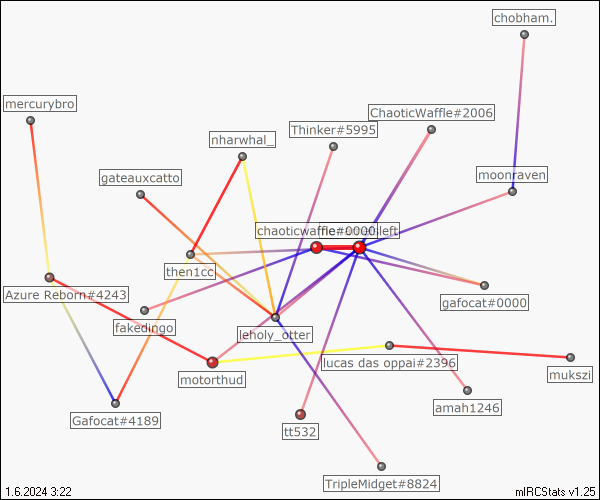 chobham.
mercurybro
ChaoticWaffle#2006
Thinker#5995
nharwhal_
moonraven
gateauxcatto
chaoticwaffle#0000
sleft
then1cc
Azure Reborn#4243
gafocat#0000
fakedingo
leholy_otter
lucas das oppai#2396
motorthud
mukszi
amah1246
Gafocat#4189
tt532
TripleMidget#8824
1.6.2024 3:22
mIRCStats v1.25